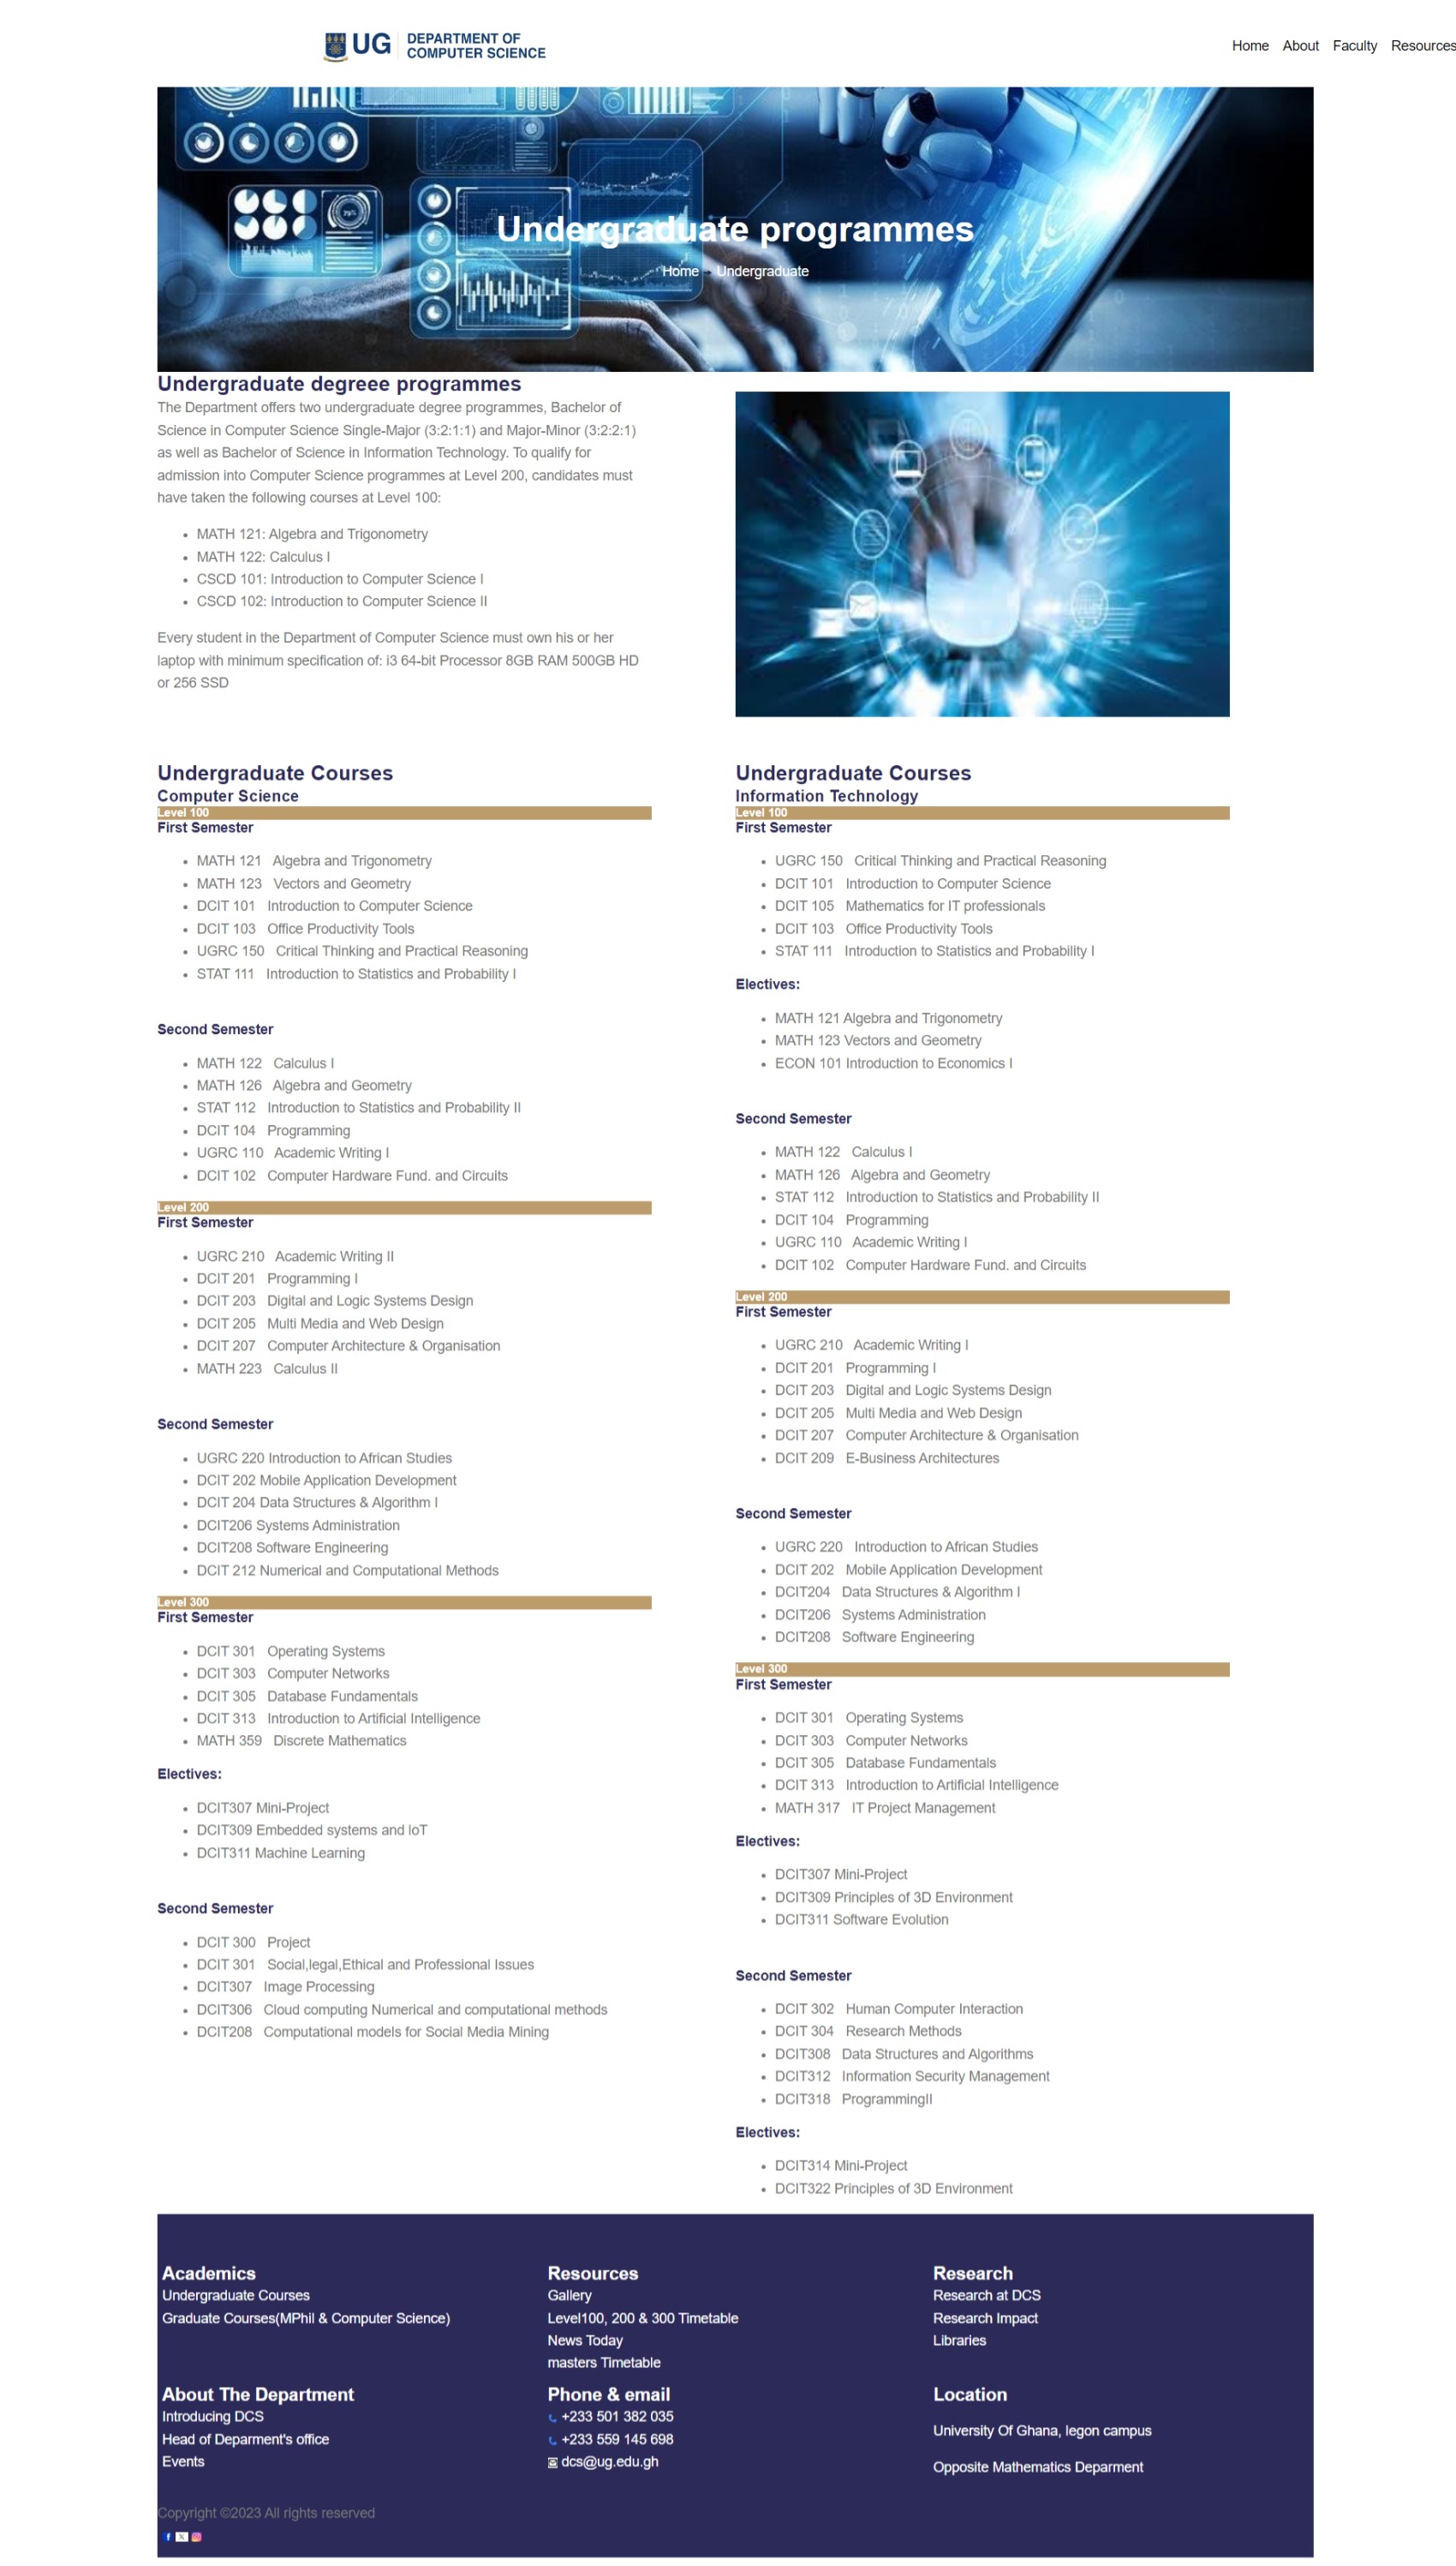 UG DEPARTMENT OF
COMPUTER SCIENCE
Home About Faculty Resources
Undergraduate programmes
Home Undergraduate
Undergraduate degreee programmes
The Department offers two undergraduate degree programmes, Bachelor of
Science in Computer Science Single-Major (3:2:1:1) and Major-Minor (3:2:2:1)
as well as Bachelor of Science in Information Technology. To qualify for
admission into Computer Science programmes at Level 200, candidates must
have taken the following courses at Level 100:
MATH 121: Algebra and Trigonometry
MATH 122: Calculus I
CSCD 101: Introduction to Computer Science I
CSCD 102: Introduction to Computer Science II
Every student in the Department of Computer Science must own his or her
laptop with minimum specification of: i3 64-bit Processor 8GB RAM 500GB HD
or 256 SSD
Undergraduate Courses
Computer Science
Level 100
First Semester
MATH 121 Algebra and Trigonometry
MATH 123 Vectors and Geometry
DCIT 101 Introduction to Computer Science
DCIT 103 Office Productivity Tools
UGRC 150 Critical Thinking and Practical Reasoning
STAT 111 Introduction to Statistics and Probability I
Second Semester
MATH 122 Calculus I
MATH 126 Algebra and Geometry
STAT 112 Introduction to Statistics and Probability II
DCIT 104 Programming
UGRC 110 Academic Writing I
DCIT 102 Computer Hardware Fund. and Circuits
Level 200
First Semester
UGRC 210 Academic Writing II
DCIT 201 Programming I
DCIT 203 Digital and Logic Systems Design
DCIT 205 Multi Media and Web Design
DCIT 207 Computer Architecture & Organisation
MATH 223 Calculus II
Second Semester
UGRC 220 Introduction to African Studies
DCIT 202 Mobile Application Development
DCIT 204 Data Structures & Algorithm I
DCIT206 Systems Administration
DCIT208 Software Engineering
DCIT 212 Numerical and Computational Methods
Level 300
First Semester
DCIT 301 Operating Systems
DCIT 303 Computer Networks
DCIT 305 Database Fundamentals
DCIT 313 Introduction to Artificial Intelligence
MATH 359 Discrete Mathematics
Electives:
DCIT307 Mini-Project
DCIT309 Embedded systems and IoT
DCIT311 Machine Learning
Second Semester
DCIT 300 Project
DCIT 301 Social,legal,Ethical and Professional Issues
DCIT307 Image Processing
DCIT306 Cloud computing Numerical and computational methods
DCIT208 Computational models for Social Media Mining
Undergraduate Courses
Information Technology
Level 100
First Semester
UGRC 150 Critical Thinking and Practical Reasoning
DCIT 101 Introduction to Computer Science
DCIT 105 Mathematics for IT professionals
DCIT 103 Office Productivity Tools
STAT 111 Introduction to Statistics and Probability I
Electives:
MATH 121 Algebra and Trigonometry
MATH 123 Vectors and Geometry
ECON 101 Introduction to Economics I
Second Semester
MATH 122 Calculus I
MATH 126 Algebra and Geometry
STAT 112 Introduction to Statistics and Probability II
DCIT 104 Programming
UGRC 110 Academic Writing I
DCIT 102 Computer Hardware Fund. and Circuits
Level 200
First Semester
UGRC 210 Academic Writing I
DCIT 201 Programming I
DCIT 203 Digital and Logic Systems Design
DCIT 205 Multi Media and Web Design
DCIT 207 Computer Architecture & Organisation
DCIT 209 E-Business Architectures
Second Semester
UGRC 220 Introduction to African Studies
DCIT 202 Mobile Application Development
DCIT204 Data Structures & Algorithm I
DCIT206 Systems Administration
DCIT208 Software Engineering
Level 300
First Semester
DCIT 301 Operating Systems
DCIT 303 Computer Networks
DCIT 305 Database Fundamentals
DCIT 313 Introduction to Artificial Intelligence
MATH 317 IT Project Management
Electives:
DCIT307 Mini-Project
DCIT309 Principles of 3D Environment
DCIT311 Software Evolution
Second Semester
DCIT 302 Human Computer Interaction
DCIT 304 Research Methods
DCIT308 Data Structures and Algorithms
DCIT312 Information Security Management
DCIT318 ProgrammingII
Electives:
DCIT314 Mini-Project
DCIT322 Principles of 3D Environment
Academics
Undergraduate Courses
Graduate Courses(MPhil & Computer Science)
Resources
Gallery
Level100, 200 & 300 Timetable
News Today
masters Timetable
Research
Research at DCS
Research Impact
Libraries
About The Department
Introducing DCS
Head of Deparment's office
Events
Phone & email
+233 501 382 035
+233 559 145 698
dcs@ug.edu.gh
Location
University Of Ghana, legon campus
Opposite Mathematics Deparment
Copyright ©2023 All rights reserved